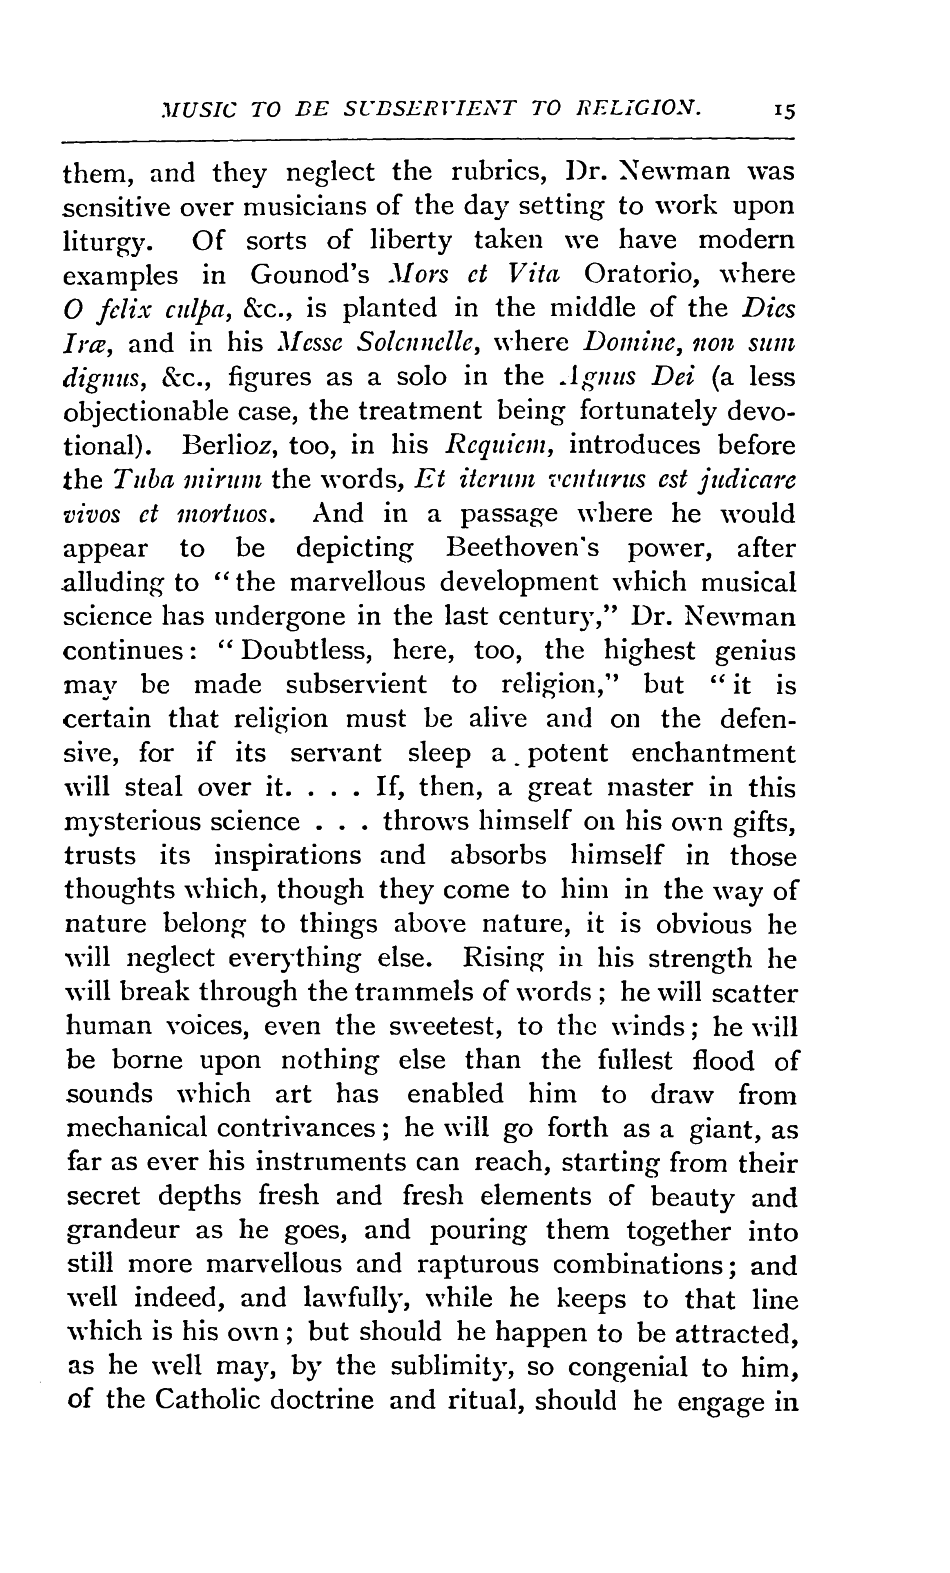 MUSIC TO BE SUBSERVIENT TO RELIGION. 15
them, and they neglect the rubrics, Dr. Newman was
sensitive over musicians of the day setting to work upon
liturgy. Of sorts of liberty taken we have modern
examples in Gounod's Mors et Vita Oratorio, where
O felix culpa, &c., is planted in the middle of the Dies
Iræ, and in his Messe Solennelle, where Domine, non sum
dignus, &c., figures as a solo in the Agnus Dei (a less
objectionable case, the treatment being fortunately devo-
tional). Berlioz, too, in his Requiem, introduces before
the Tuba mirum the words, Et iterum venturus est judicare
vivos et mortuos. And in a passage where he would
appear to be depicting Beethoven's power, after
alluding to “the marvellous development which musical
science has undergone in the last century,” Dr. Newman
continues: “Doubtless, here, too, the highest genius
may be made subservient to religion,” but “it is
certain that religion must be alive and on the defen-
sive, for if its servant sleep a potent enchantment
will steal over it. . . . If, then, a great master in this
mysterious science . . . throws himself on his own gifts,
trusts its inspirations and absorbs himself in those
thoughts which, though they come to him in the way of
nature belong to things above nature, it is obvious he
will neglect everything else. Rising in his strength he
will break through the trammels of words; he will scatter
human voices, even the sweetest, to the winds; he will
be borne upon nothing else than the fullest flood of
sounds which art has enabled him to draw from
mechanical contrivances; he will go forth as a giant, as
far as ever his instruments can reach, starting from their
secret depths fresh and fresh elements of beauty and
grandeur as he goes, and pouring them together into
still more marvellous and rapturous combinations; and
well indeed, and lawfully, while he keeps to that line
which is his own; but should he happen to be attracted,
as he well may, by the sublimity, so congenial to him,
of the Catholic doctrine and ritual, should he engage in